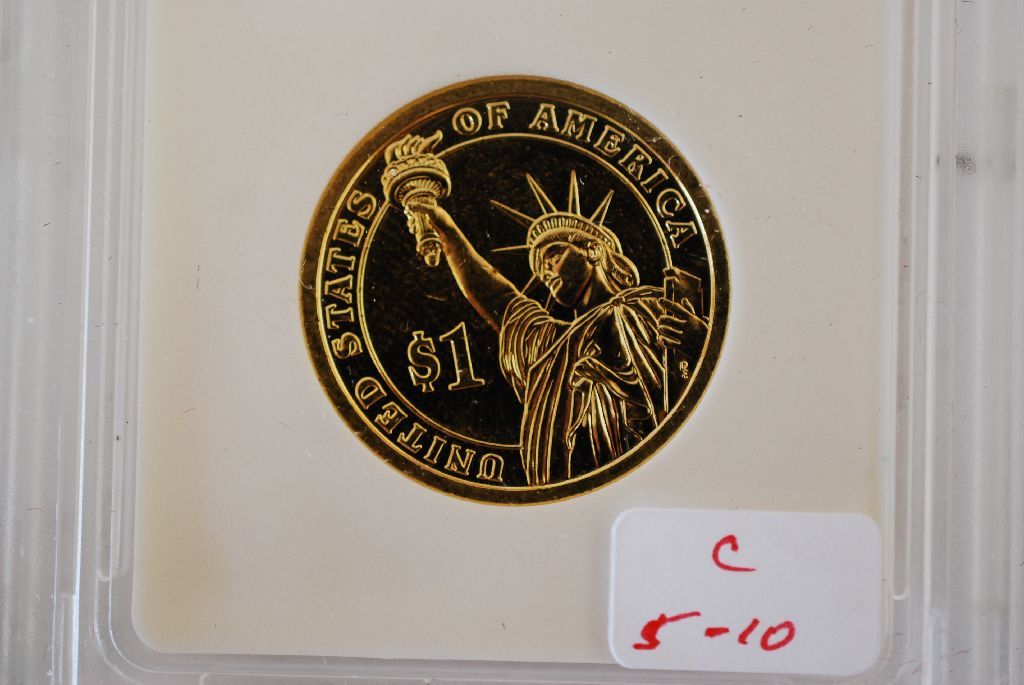 UNITED STATES OF AMERICA
$1
C
5-10